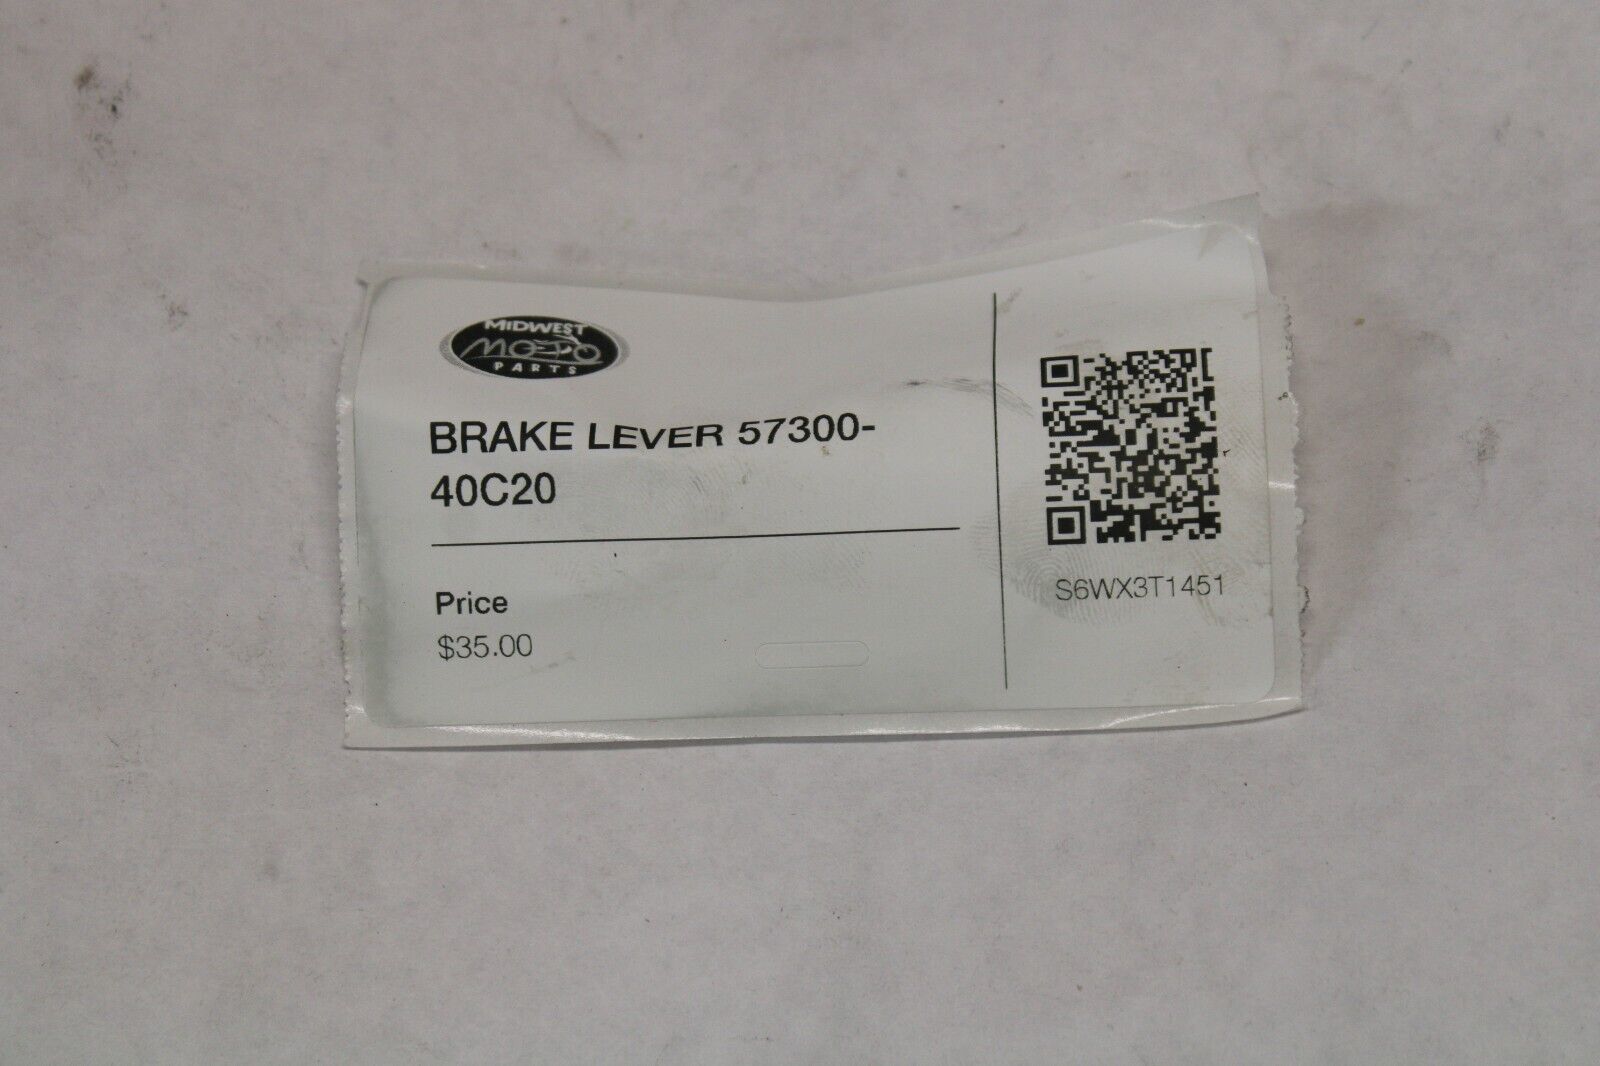 MIDWEST
MOTO
PARTS
BRAKE LEVER 57300-
40C20
Price
$35.00
S6WX3T1451